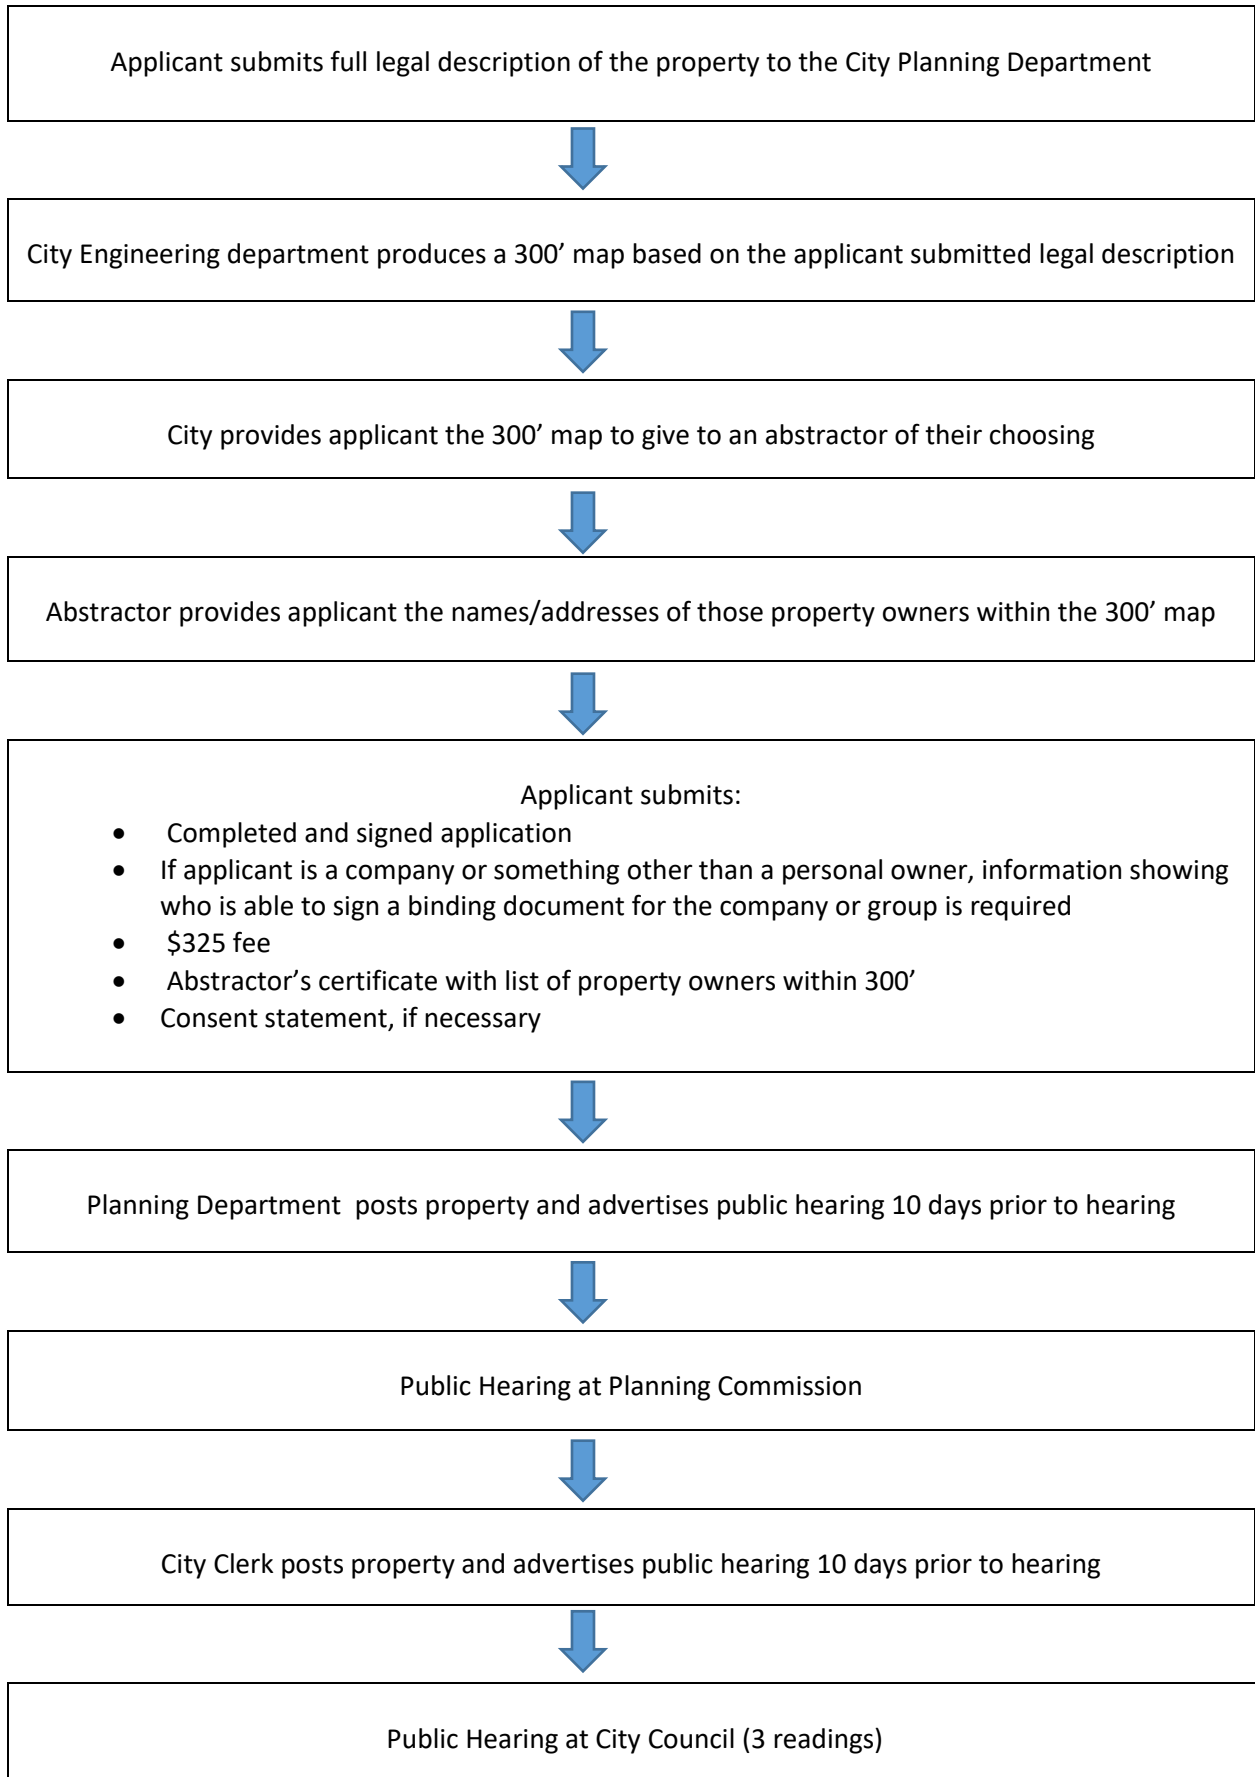 Applicant submits full legal description of the property to the City Planning Department
City Engineering department produces a 300’ map based on the applicant submitted legal description
City provides applicant the 300’ map to give to an abstractor of their choosing
Abstractor provides applicant the names/addresses of those property owners within the 300’ map
Applicant submits:
• Completed and signed application
• If applicant is a company or something other than a personal owner, information showing
who is able to sign a binding document for the company or group is required
• $325 fee
• Abstractor’s certificate with list of property owners within 300’
• Consent statement, if necessary
Planning Department posts property and advertises public hearing 10 days prior to hearing
Public Hearing at Planning Commission
City Clerk posts property and advertises public hearing 10 days prior to hearing
Public Hearing at City Council (3 readings)